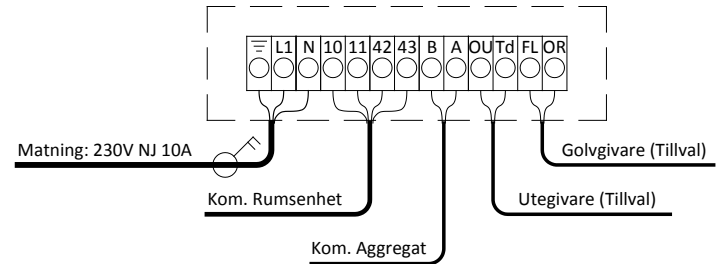 L1 N 10 11 42 43 B A OU Td FL OR
Matning: 230V NJ 10A
Golvgivare (Tillval)
Kom. Rumsenhet
Utegivare (Tillval)
Kom. Aggregat